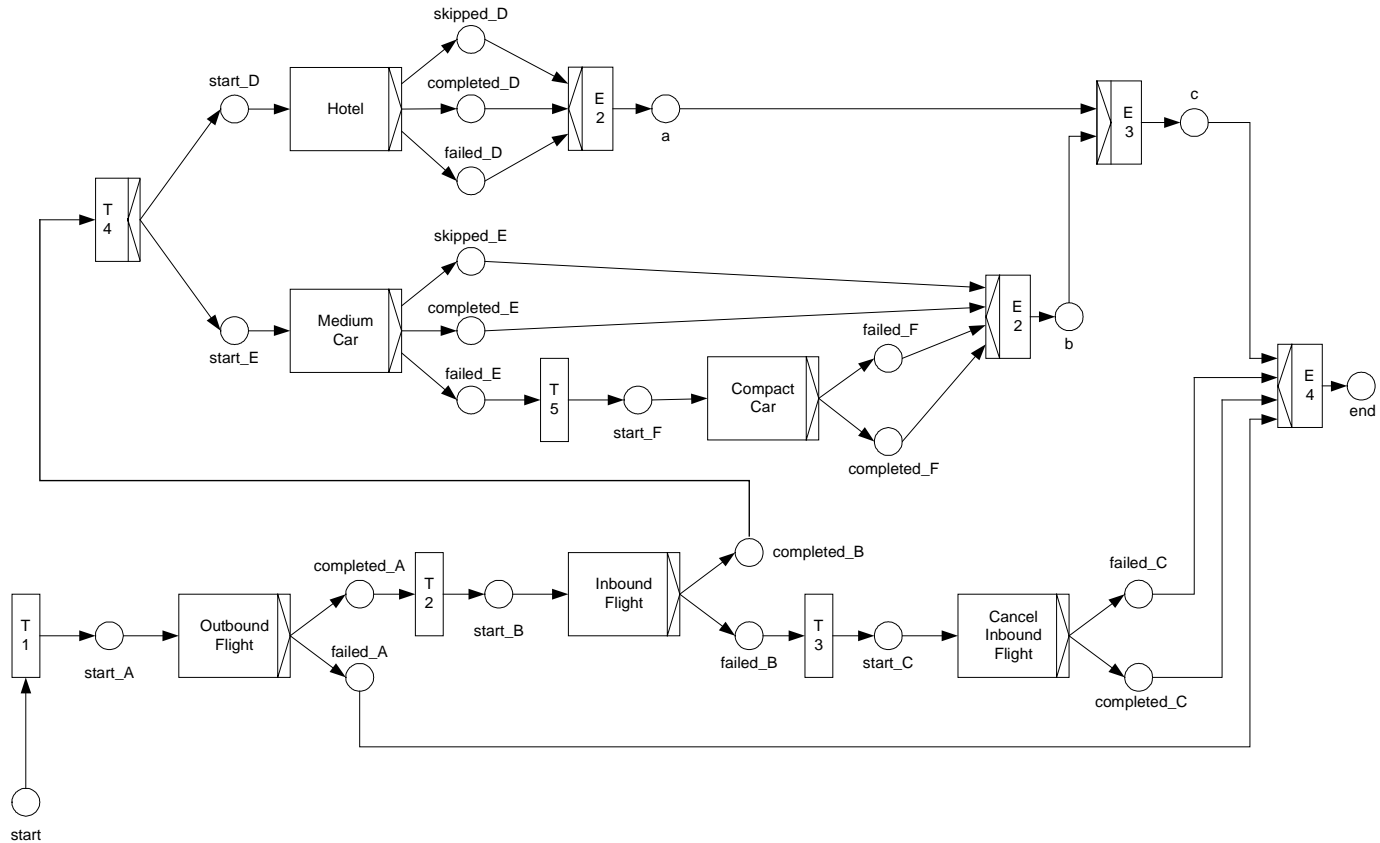 skipped_D
start_D
completed_D
Hotel
E
2
a
failed_D
E
3
c
T
4
skipped_E
completed_E
Medium
Car
start_E
failed_E
E
2
b
failed_F
T
5
start_F
Compact
Car
completed_F
E
4
end
completed_B
completed_A
T
2
start_B
Inbound
Flight
failed_B
T
3
start_C
Cancel
Inbound
Flight
failed_C
completed_C
T
1
start_A
Outbound
Flight
failed_A
start